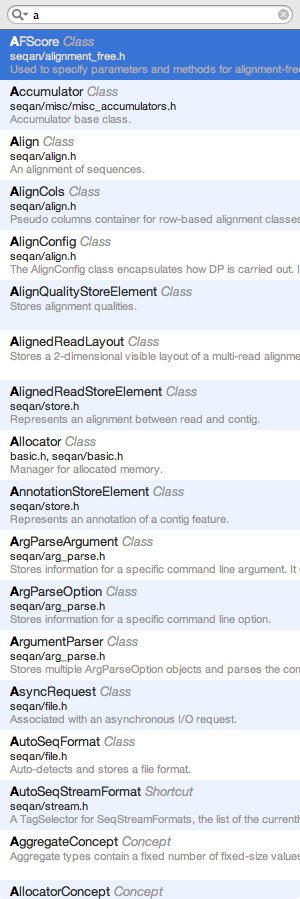 a
AFScore Class
seqan/alignment_free.h
Used to specify parameters and methods for alignment-fre
Accumulator Class
seqan/misc/misc_accumulators.h
Accumulator base class.
Align Class
seqan/align.h
An alignment of sequences.
AlignCols Class
seqan/align.h
Pseudo columns container for row-based alignment classes
AlignConfig Class
seqan/align.h
The AlignConfig class encapsulates how DP is carried out. I
AlignQualityStoreElement Class
Stores alignment qualities.
AlignedReadLayout Class
Stores a 2-dimensional visible layout of a multi-read alignme
AlignedReadStoreElement Class
seqan/store.h
Represents an alignment between read and contig.
Allocator Class
basic.h, seqan/basic.h
Manager for allocated memory.
AnnotationStoreElement Class
seqan/store.h
Represents an annotation of a contig feature.
ArgParseArgument Class
seqan/arg_parse.h
Stores information for a specific command line argument. It
ArgParseOption Class
seqan/arg_parse.h
Stores information for a specific command line option.
ArgumentParser Class
seqan/arg_parse.h
Stores multiple ArgParseOption objects and parses the com
AsyncRequest Class
seqan/file.h
Associated with an asynchronous I/O request.
AutoSeqFormat Class
seqan/file.h
Auto-detects and stores a file format.
AutoSeqStreamFormat Shortcut
seqan/stream.h
A TagSelector for SeqStreamFormats, the list of the currentl
AggregateConcept Concept
Aggregate types contain a fixed number of fixed-size values
AllocatorConcept Concept